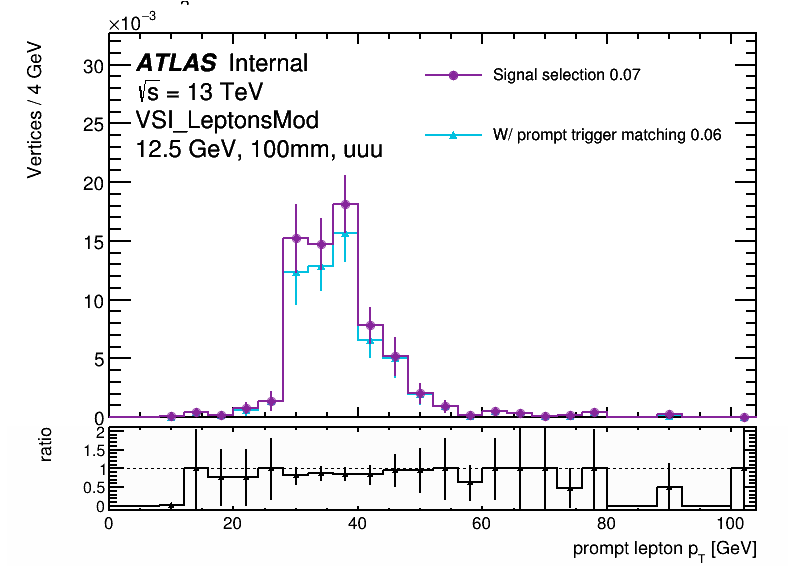 ×10⁻³
Vertices / 4 GeV
30
25
20
15
10
5
0
ATLAS Internal
√s = 13 TeV
VSI_LeptonsMod
12.5 GeV, 100mm, uuu
Signal selection 0.07
W/ prompt trigger matching 0.06
ratio
2
1.5
1
0.5
0
0 20 40 60 80 100
prompt lepton p_T [GeV]